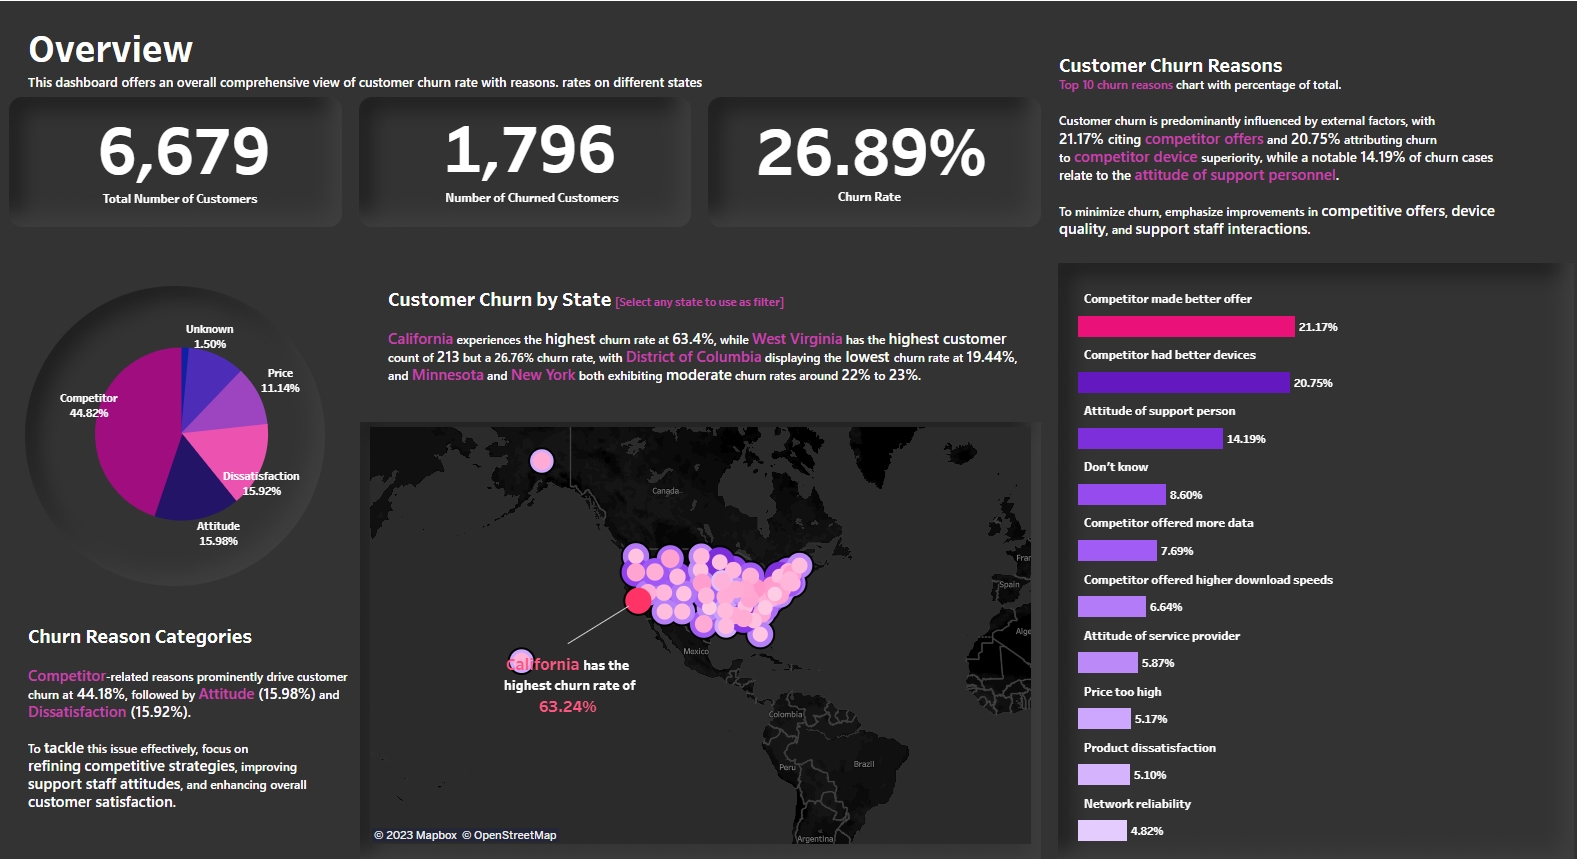 Overview
This dashboard offers an overall comprehensive view of customer churn rate with reasons. rates on different states
6,679
Total Number of Customers
1,796
Number of Churned Customers
26.89%
Churn Rate
Customer Churn Reasons
Top 10 churn reasons chart with percentage of total.
Customer churn is predominantly influenced by external factors, with
21.17% citing competitor offers and 20.75% attributing churn
to competitor device superiority, while a notable 14.19% of churn cases
relate to the attitude of support personnel.
To minimize churn, emphasize improvements in competitive offers, device
quality, and support staff interactions.
Unknown
1.50%
Price
11.14%
Competitor
44.82%
Dissatisfaction
15.92%
Attitude
15.98%
Churn Reason Categories
Competitor-related reasons prominently drive customer
churn at 44.18%, followed by Attitude (15.98%) and
Dissatisfaction (15.92%).
To tackle this issue effectively, focus on
refining competitive strategies, improving
support staff attitudes, and enhancing overall
customer satisfaction.
Customer Churn by State [Select any state to use as filter]
California experiences the highest churn rate at 63.4%, while West Virginia has the highest customer
count of 213 but a 26.76% churn rate, with District of Columbia displaying the lowest churn rate at 19.44%,
and Minnesota and New York both exhibiting moderate churn rates around 22% to 23%.
Canada
Fran
Spain
Alge
Mexico
California has the
highest churn rate of
63.24%
Colombia
Peru
Brazil
Argentina
© 2023 Mapbox © OpenStreetMap
Competitor made better offer
21.17%
Competitor had better devices
20.75%
Attitude of support person
14.19%
Don't know
8.60%
Competitor offered more data
7.69%
Competitor offered higher download speeds
6.64%
Attitude of service provider
5.87%
Price too high
5.17%
Product dissatisfaction
5.10%
Network reliability
4.82%